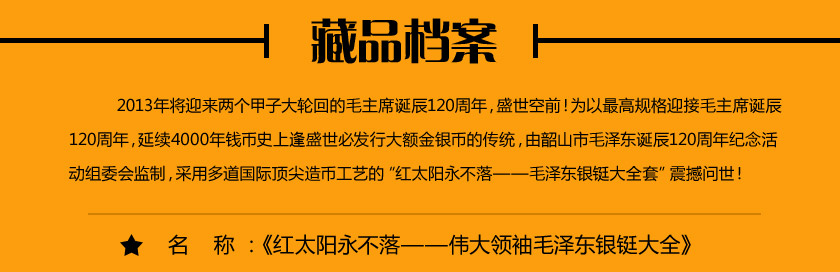 藏品档案
2013年将迎来两个甲子大轮回的毛主席诞辰120周年,盛世空前!为以最高规格迎接毛主席诞辰
120周年,延续4000年钱币史上逢盛世必发行大额金银币的传统,由韶山市毛泽东诞辰120周年纪念活
动组委会监制,采用多道国际顶尖造币工艺的“红太阳永不落——毛泽东银铤大全套”震撼问世!
★ 名 称:《红太阳永不落——伟大领袖毛泽东银铤大全》